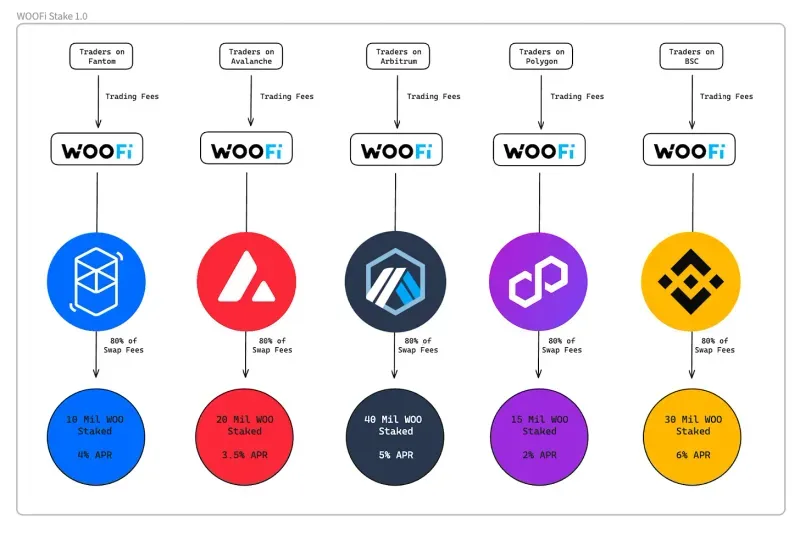 WOOFi Stake 1.0
Traders on
Fantom
Traders on
Avalanche
Traders on
Arbitrum
Traders on
Polygon
Traders on
BSC
Trading Fees
Trading Fees
Trading Fees
Trading Fees
Trading Fees
WOOFi
WOOFi
WOOFi
WOOFi
WOOFi
80% of
Swap Fees
80% of
Swap Fees
80% of
Swap Fees
80% of
Swap Fees
80% of
Swap Fees
10 Mil WOO
Staked
4% APR
20 Mil WOO
Staked
3.5% APR
40 Mil WOO
Staked
5% APR
15 Mil WOO
Staked
2% APR
30 Mil WOO
Staked
6% APR